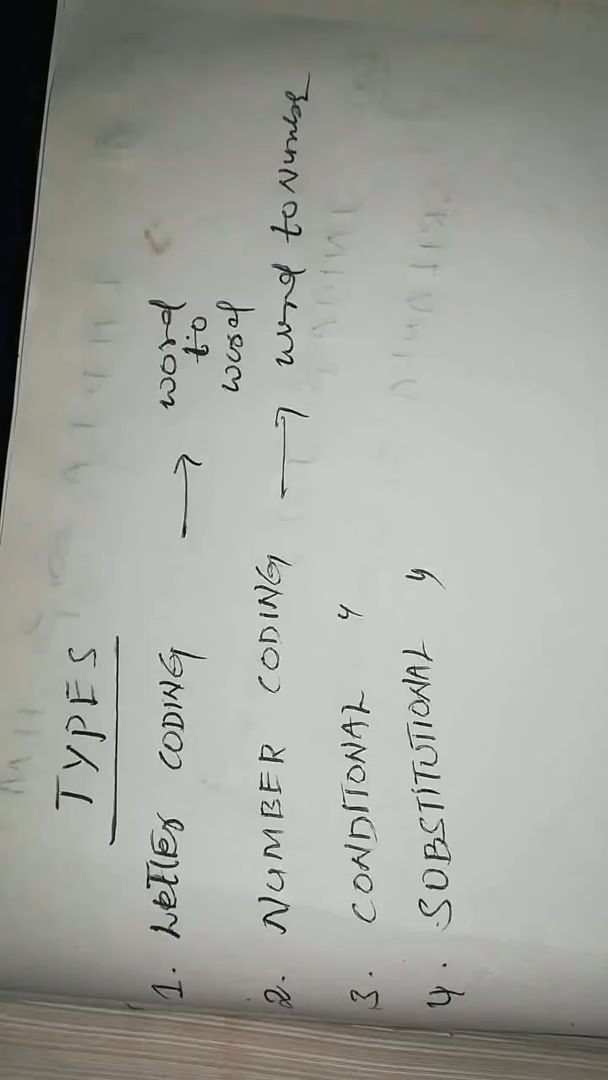 TYPES
1. Letter CODING → word
to
word
2. NUMBER CODING → word to Number
3. CONDITIONAL "
4. SUBSTITUTIONAL "